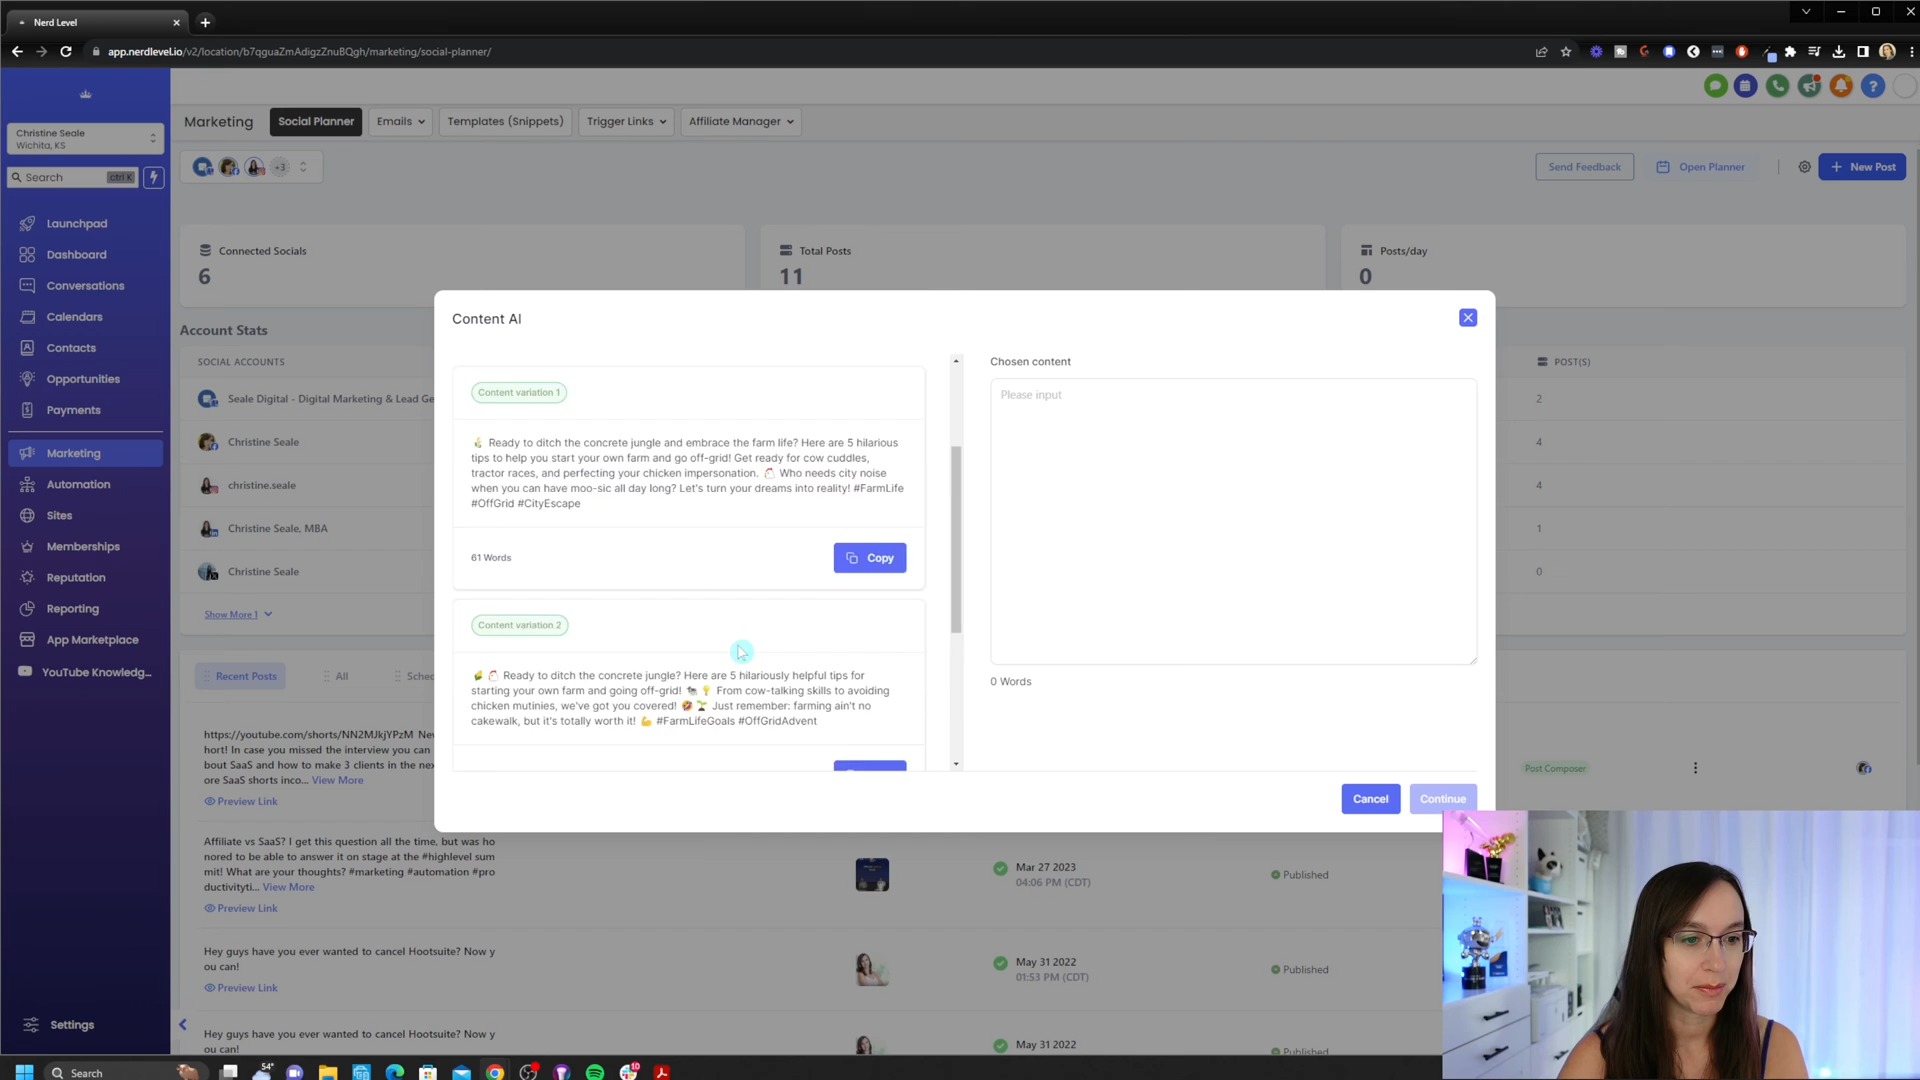 Nerd Level
app.nerdlevel.io/v2/location/b7qguaZmAdigzZnuBQgh/marketing/social-planner/
Christine Seale
Wichita, KS
Search
ctrl K
Launchpad
Dashboard
Conversations
Calendars
Contacts
Opportunities
Payments
Marketing
Automation
Sites
Memberships
Reputation
Reporting
App Marketplace
YouTube Knowledg...
Settings
Marketing
Social Planner
Emails
Templates (Snippets)
Trigger Links
Affiliate Manager
+3
Send Feedback
Open Planner
New Post
Connected Socials
6
Total Posts
11
Posts/day
0
Account Stats
SOCIAL ACCOUNTS
POST(S)
Seale Digital - Digital Marketing & Lead Ge
2
Christine Seale
4
christine.seale
4
Christine Seale, MBA
1
Christine Seale
0
Show More 1
Content AI
Content variation 1
Ready to ditch the concrete jungle and embrace the farm life? Here are 5 hilarious
tips to help you start your own farm and go off-grid! Get ready for cow cuddles,
tractor races, and perfecting your chicken impersonation. 🐔 Who needs city noise
when you can have moo-sic all day long? Let's turn your dreams into reality! #FarmLife
#OffGrid #CityEscape
61 Words
Copy
Content variation 2
🌽 🐔 Ready to ditch the concrete jungle? Here are 5 hilariously helpful tips for
starting your own farm and going off-grid! 🐄 💡 From cow-talking skills to avoiding
chicken mutinies, we've got you covered! 🤣 🌱 Just remember: farming ain't no
cakewalk, but it's totally worth it! 💪 #FarmLifeGoals #OffGridAdvent
Chosen content
Please input
0 Words
Cancel
Continue
Recent Posts
All
Sched
https://youtube.com/shorts/NN2MJkjYPzM New
hort! In case you missed the interview you can
bout SaaS and how to make 3 clients in the nex
ore SaaS shorts inco... View More
Preview Link
Post Composer
Affiliate vs SaaS? I get this question all the time, but was ho
nored to be able to answer it on stage at the #highlevel sum
mit! What are your thoughts? #marketing #automation #pro
ductivityti... View More
Preview Link
Mar 27 2023
04:06 PM (CDT)
Published
Hey guys have you ever wanted to cancel Hootsuite? Now y
ou can!
Preview Link
May 31 2022
01:53 PM (CDT)
Published
Hey guys have you ever wanted to cancel Hootsuite? Now y
ou can!
May 31 2022
Published
Search
54°
10